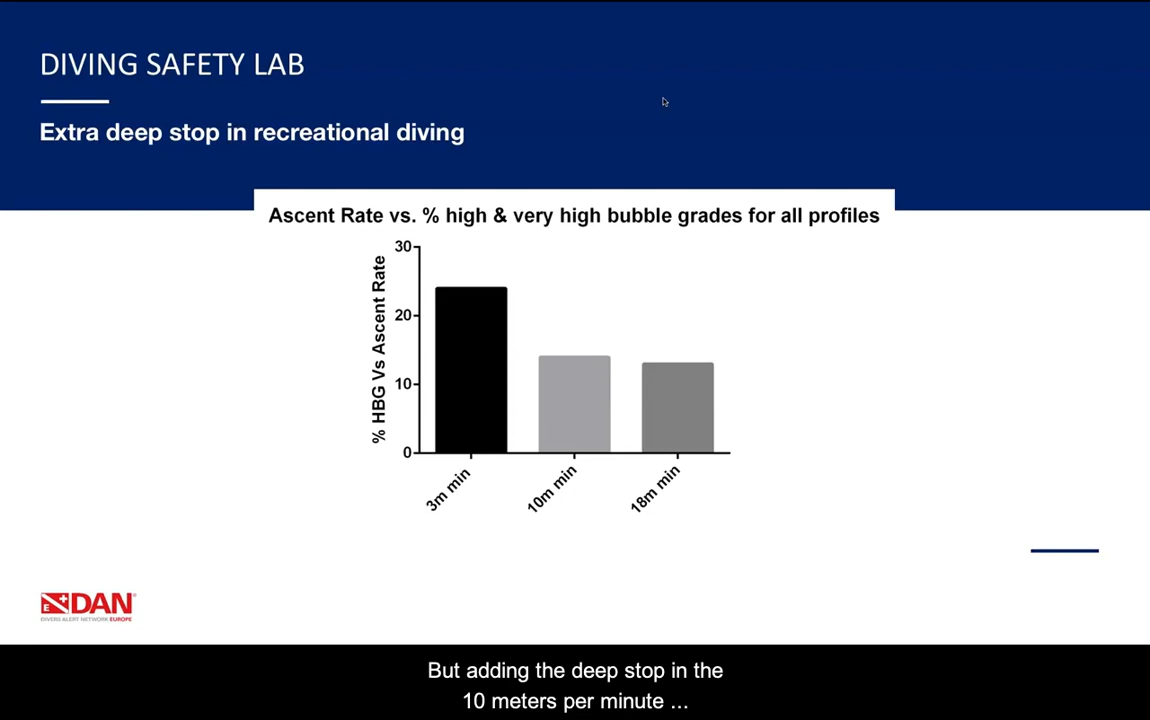 DIVING SAFETY LAB
Extra deep stop in recreational diving
Ascent Rate vs. % high & very high bubble grades for all profiles
% HBG Vs Ascent Rate
30
20
10
0
3m min
10m min
18m min
E DAN
DIVERS ALERT NETWORK EUROPE
But adding the deep stop in the
10 meters per minute ...